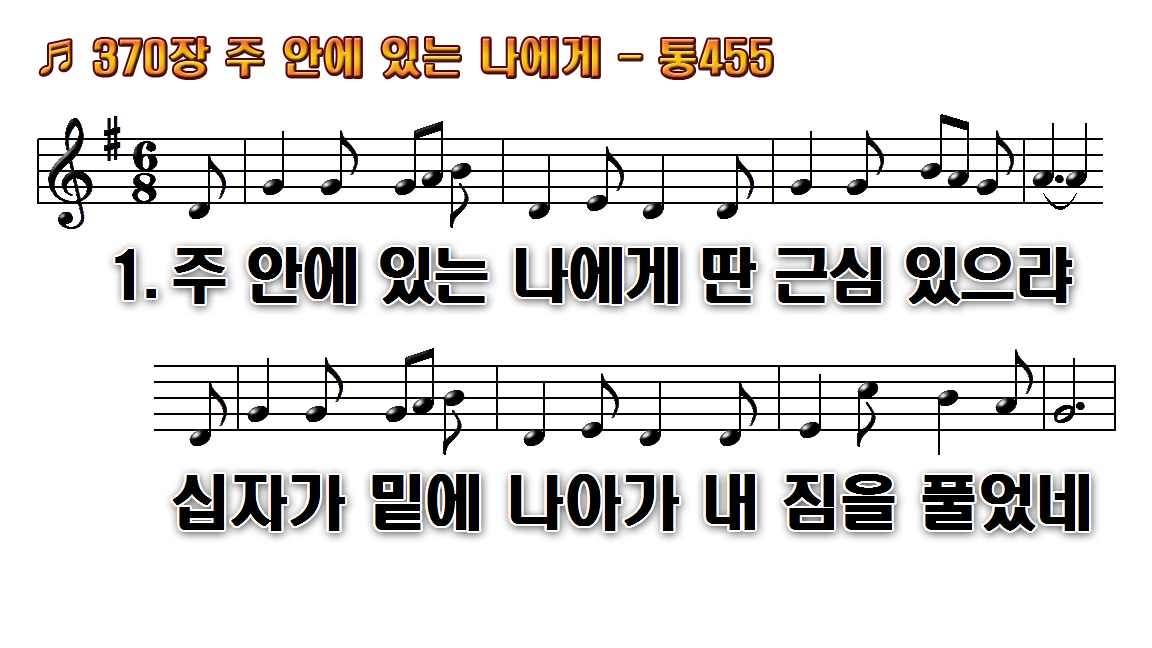 ♬ 370장 주 안에 있는 나에게 - 통455
6
8
1. 주 안에 있는 나에게 딴 근심 있으랴
십자가 밑에 나아가 내 짐을 풀었네